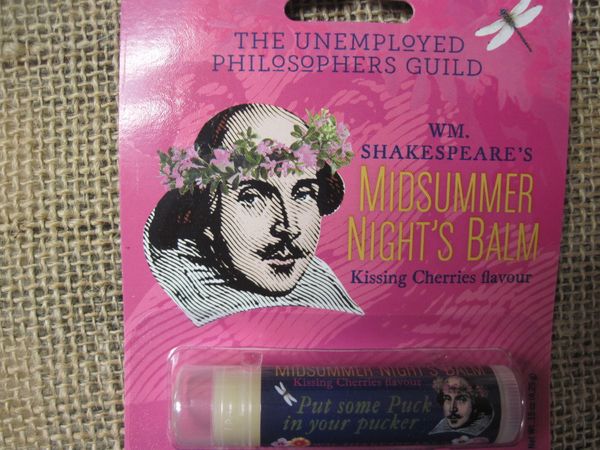 THE UNEMPLOYED
PHILOSOPHERS GUILD
WM.
SHAKESPEARE'S
MIDSUMMER
NIGHT'S BALM
Kissing Cherries flavour
MIDSUMMER NIGHT'S BALM
Kissing Cherries flavour
Put some Puck
in your pucker